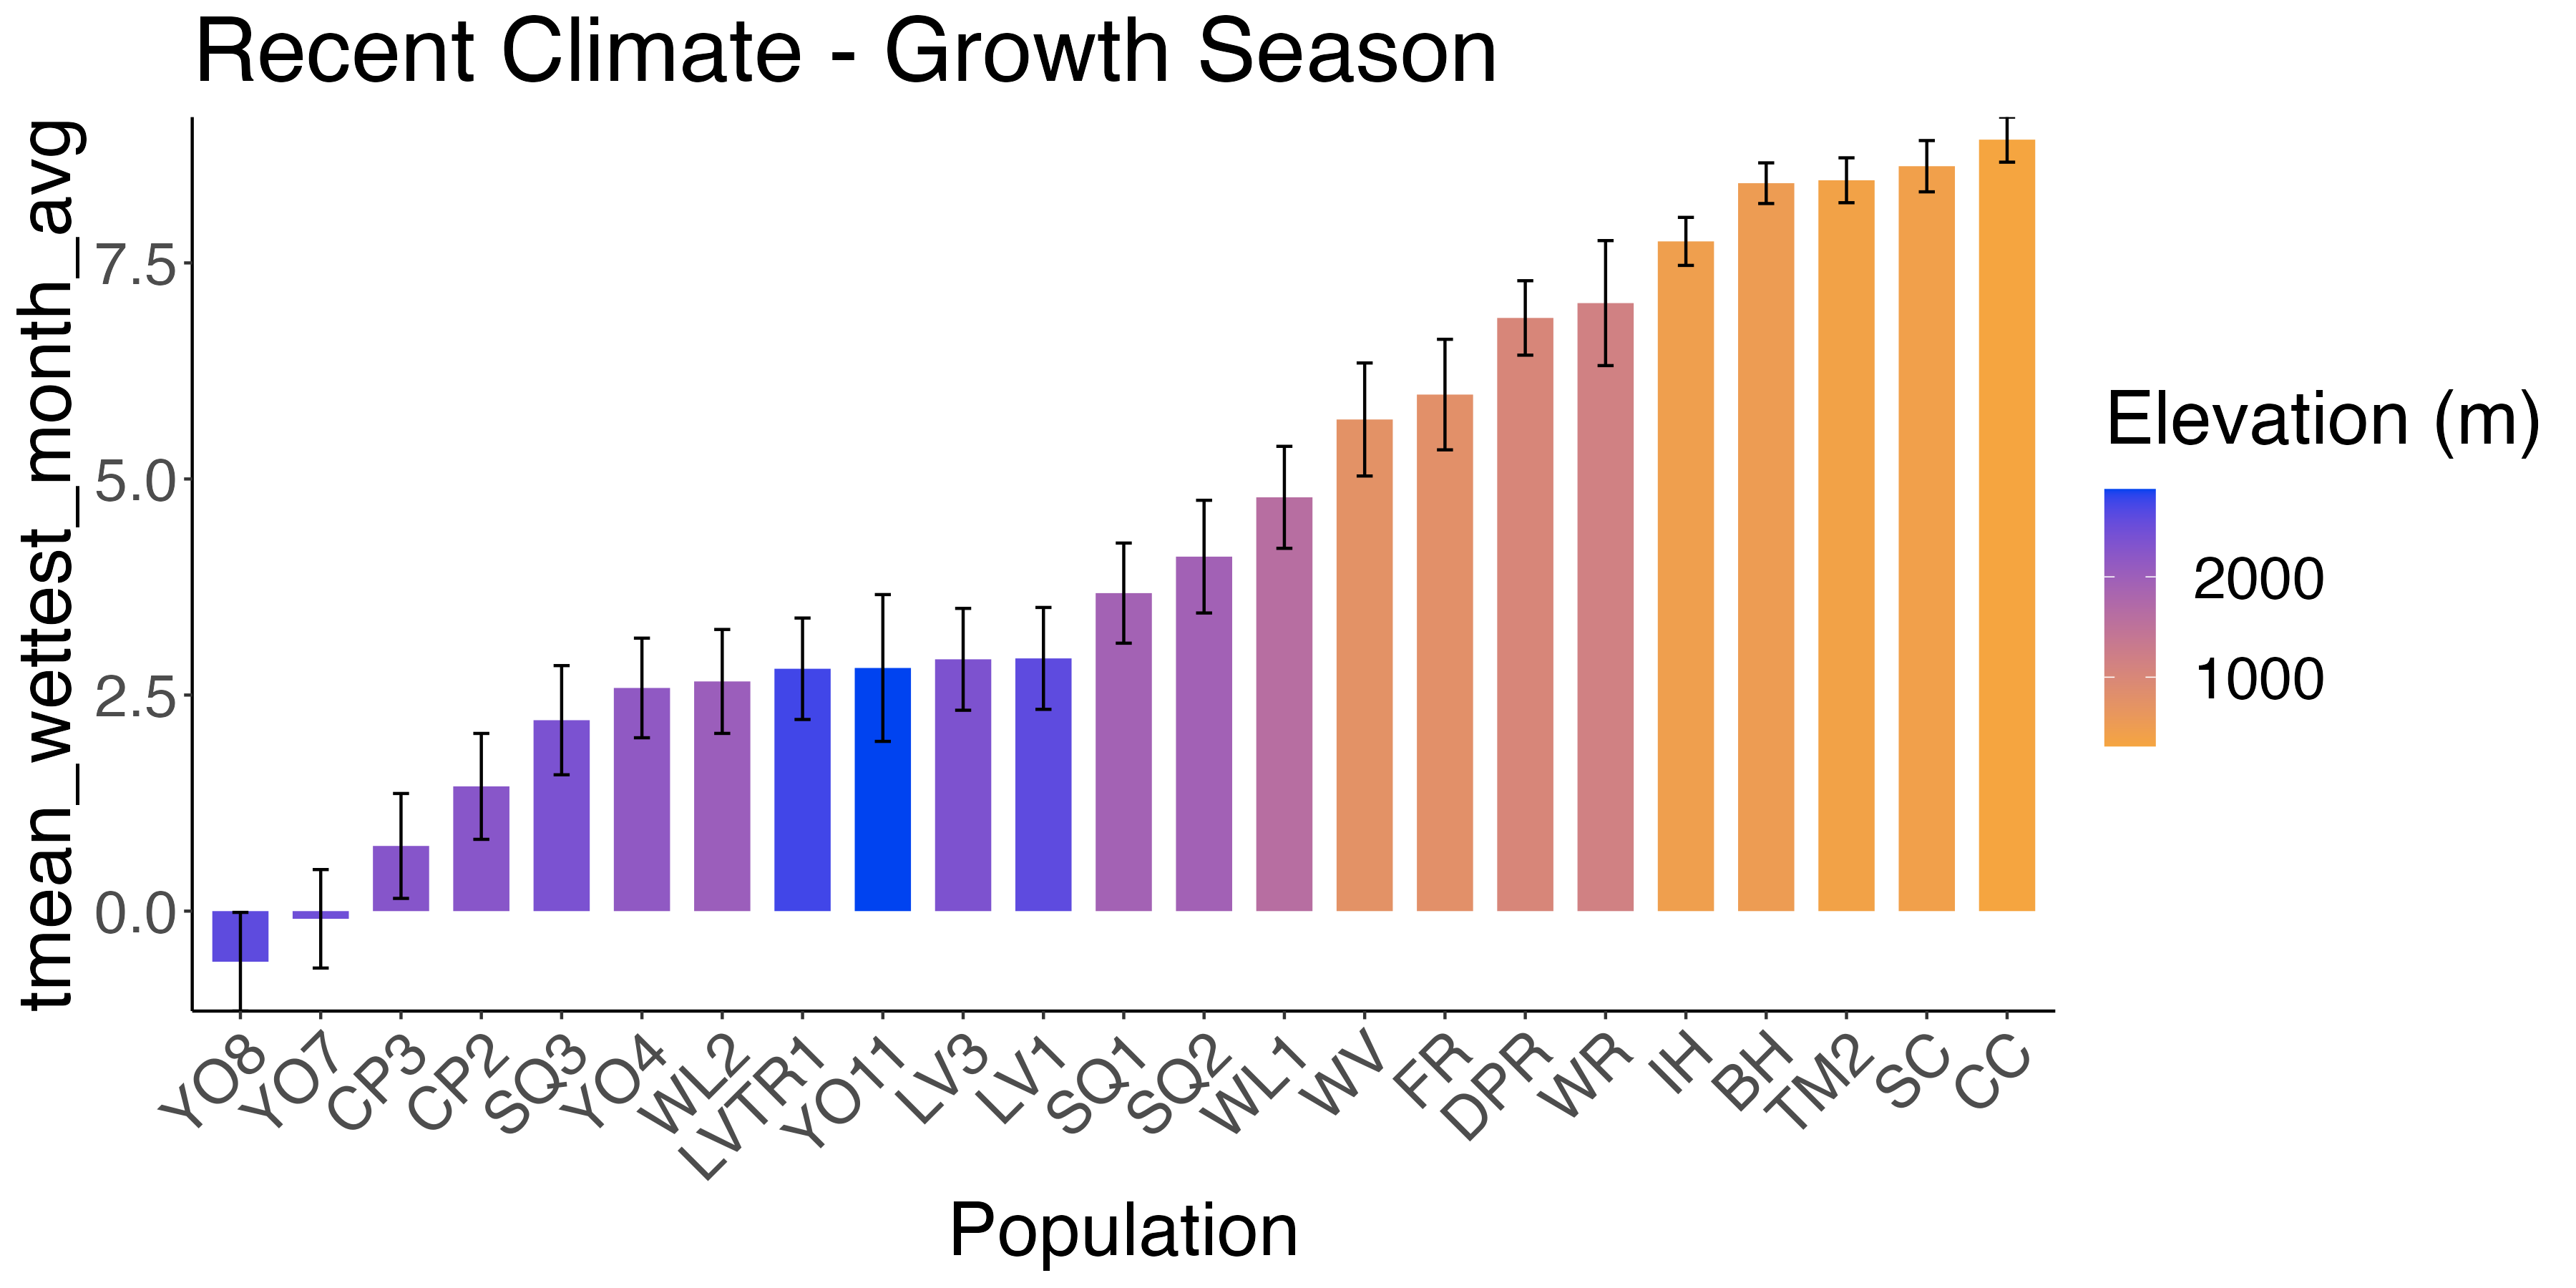 Recent Climate - Growth Season
tmean_wettest_month_avg
7.5
5.0
2.5
0.0
YO8
YO7
CP3
CP2
SQ3
YO4
WL2
LVTR1
YO11
LV3
LV1
SQ1
SQ2
WL1
WV
FR
DPR
WR
IH
BH
TM2
SC
CC
Population
Elevation (m)
2000
1000